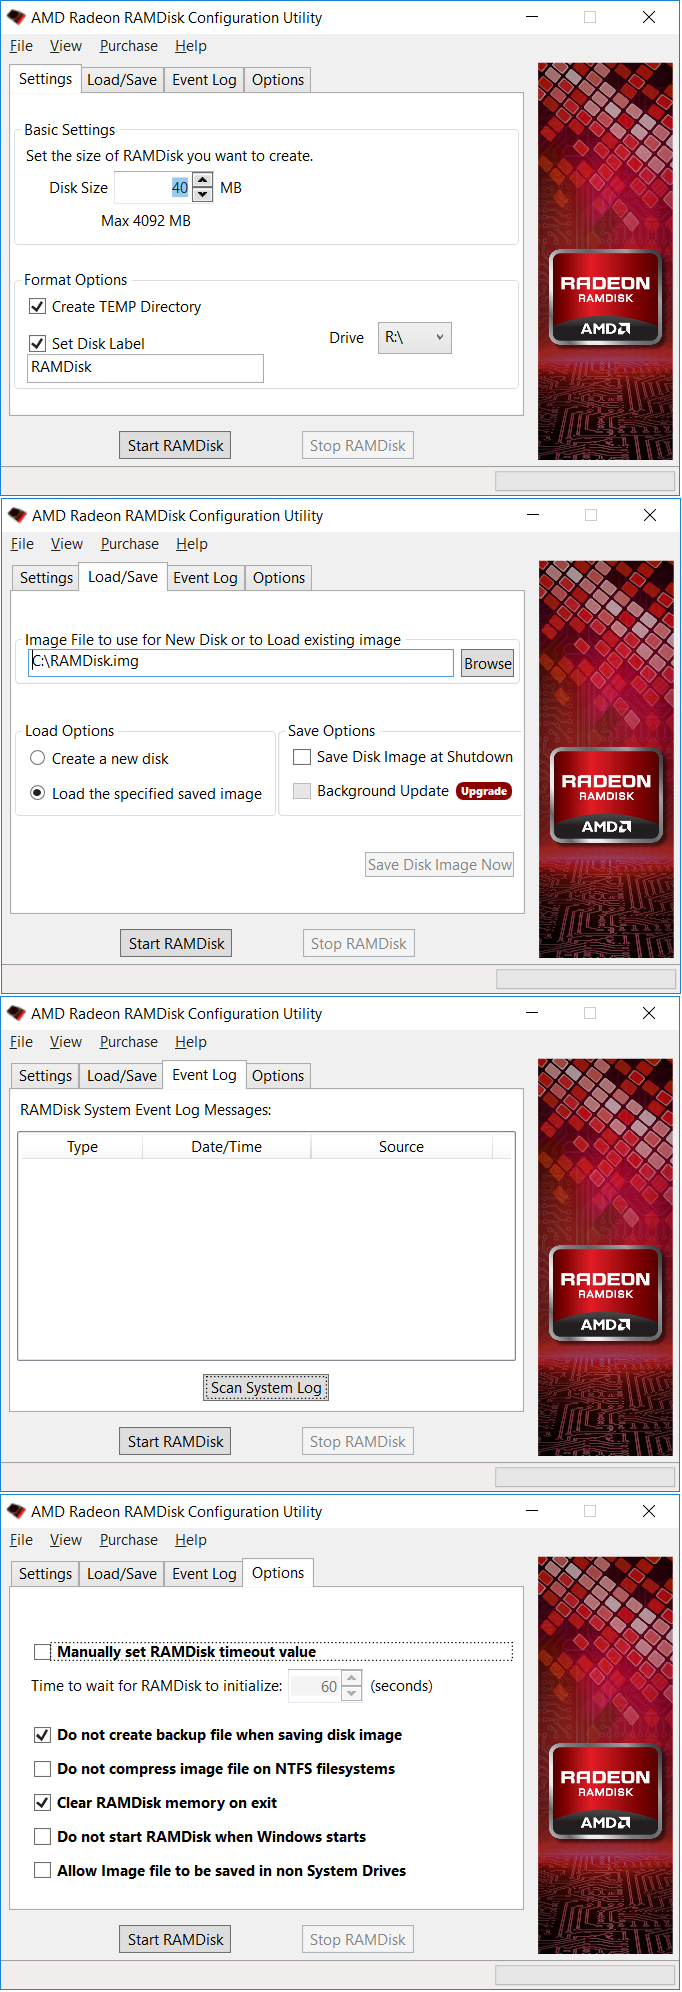 AMD Radeon RAMDisk Configuration Utility
File View Purchase Help
Settings Load/Save Event Log Options
Basic Settings
Set the size of RAMDisk you want to create.
Disk Size 40 MB
Max 4092 MB
Format Options
Create TEMP Directory
Set Disk Label
Drive R:\
RAMDisk
RADEON
RAMDISK
AMD
Start RAMDisk Stop RAMDisk
AMD Radeon RAMDisk Configuration Utility
File View Purchase Help
Settings Load/Save Event Log Options
Image File to use for New Disk or to Load existing image
C:\RAMDisk.img Browse
Load Options
Create a new disk
Load the specified saved image
Save Options
Save Disk Image at Shutdown
Background Update Upgrade
Save Disk Image Now
RADEON
RAMDISK
AMD
Start RAMDisk Stop RAMDisk
AMD Radeon RAMDisk Configuration Utility
File View Purchase Help
Settings Load/Save Event Log Options
RAMDisk System Event Log Messages:
Type Date/Time Source
Scan System Log
RADEON
RAMDISK
AMD
Start RAMDisk Stop RAMDisk
AMD Radeon RAMDisk Configuration Utility
File View Purchase Help
Settings Load/Save Event Log Options
Manually set RAMDisk timeout value
Time to wait for RAMDisk to initialize: 60 (seconds)
Do not create backup file when saving disk image
Do not compress image file on NTFS filesystems
Clear RAMDisk memory on exit
Do not start RAMDisk when Windows starts
Allow Image file to be saved in non System Drives
RADEON
RAMDISK
AMD
Start RAMDisk Stop RAMDisk